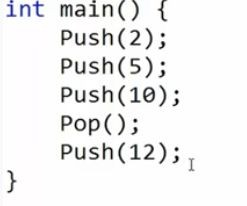 int main() {
    Push(2);
    Push(5);
    Push(10);
    Pop();
    Push(12);
}